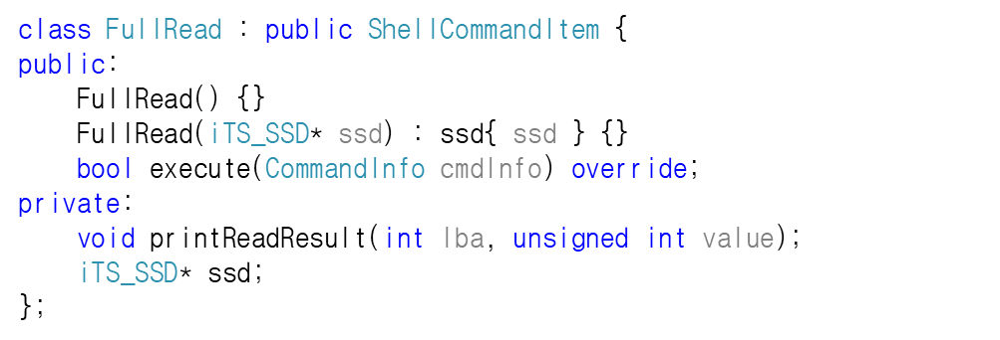 class FullRead : public ShellCommandItem {
public:
    FullRead() {}
    FullRead(iTS_SSD* ssd) : ssd{ ssd } {}
    bool execute(CommandInfo cmdInfo) override;
private:
    void printReadResult(int lba, unsigned int value);
    iTS_SSD* ssd;
};